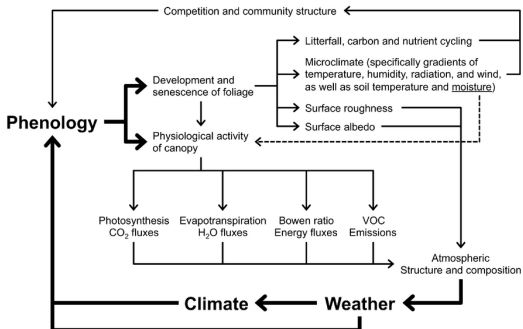 Competition and community structure
Litterfall, carbon and nutrient cycling
Microclimate (specifically gradients of
temperature, humidity, radiation, and wind,
as well as soil temperature and moisture)
Development and
senescence of foliage
Surface roughness
Phenology
Surface albedo
Physiological activity
of canopy
Photosynthesis
CO₂ fluxes
Evapotranspiration
H₂O fluxes
Bowen ratio
Energy fluxes
VOC
Emissions
Atmospheric
Structure and composition
Climate
Weather